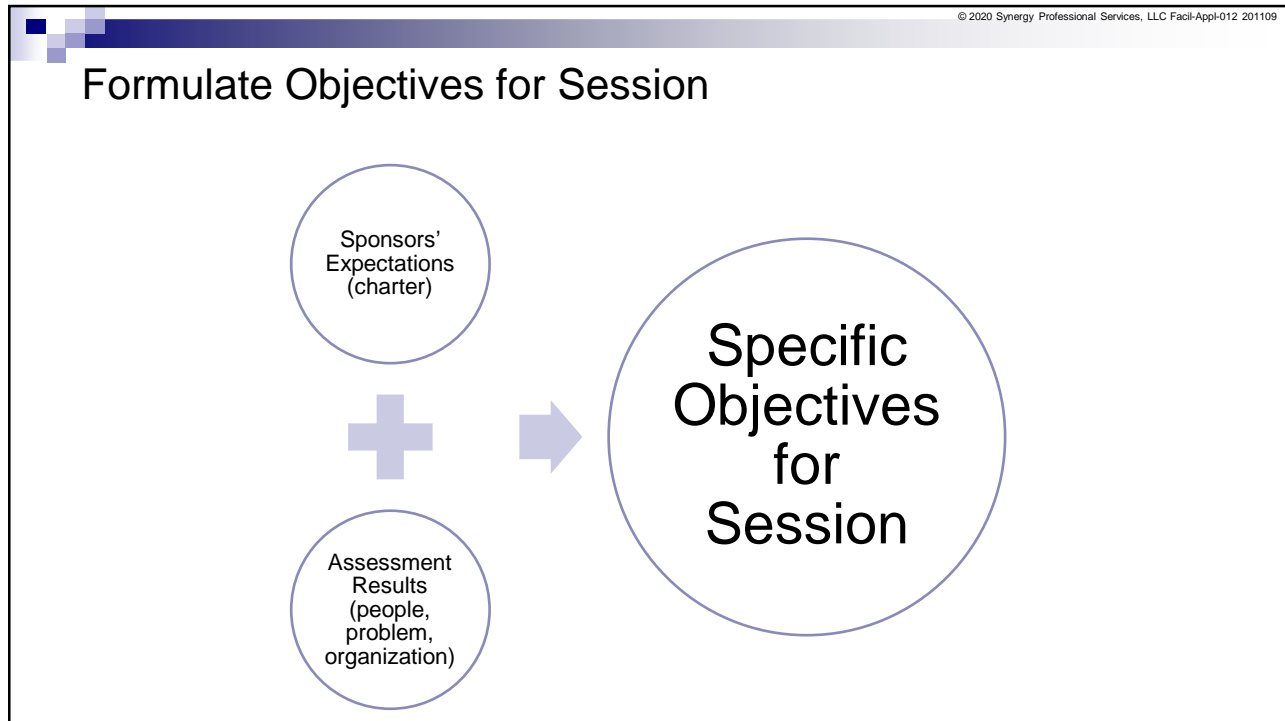 © 2020 Synergy Professional Services, LLC Facil-Appl-012 201109
Formulate Objectives for Session
Sponsors’
Expectations
(charter)
Assessment
Results
(people,
problem,
organization)
Specific
Objectives
for
Session